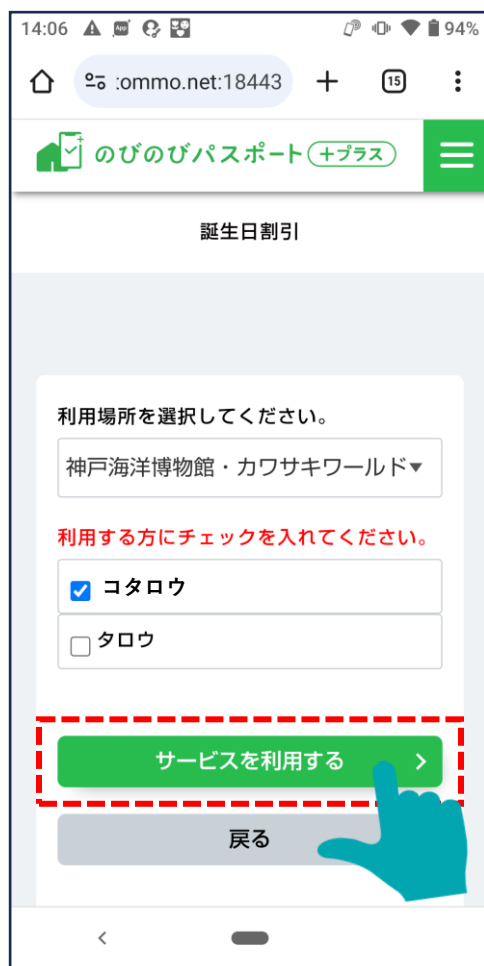 14:06 94%
:ommo.net:18443 15
のびのびパスポート +プラス
誕生日割引
利用場所を選択してください。
神戸海洋博物館・カワサキワールド▼
利用する方にチェックを入れてください。
コタロウ
タロウ
サービスを利用する
戻る